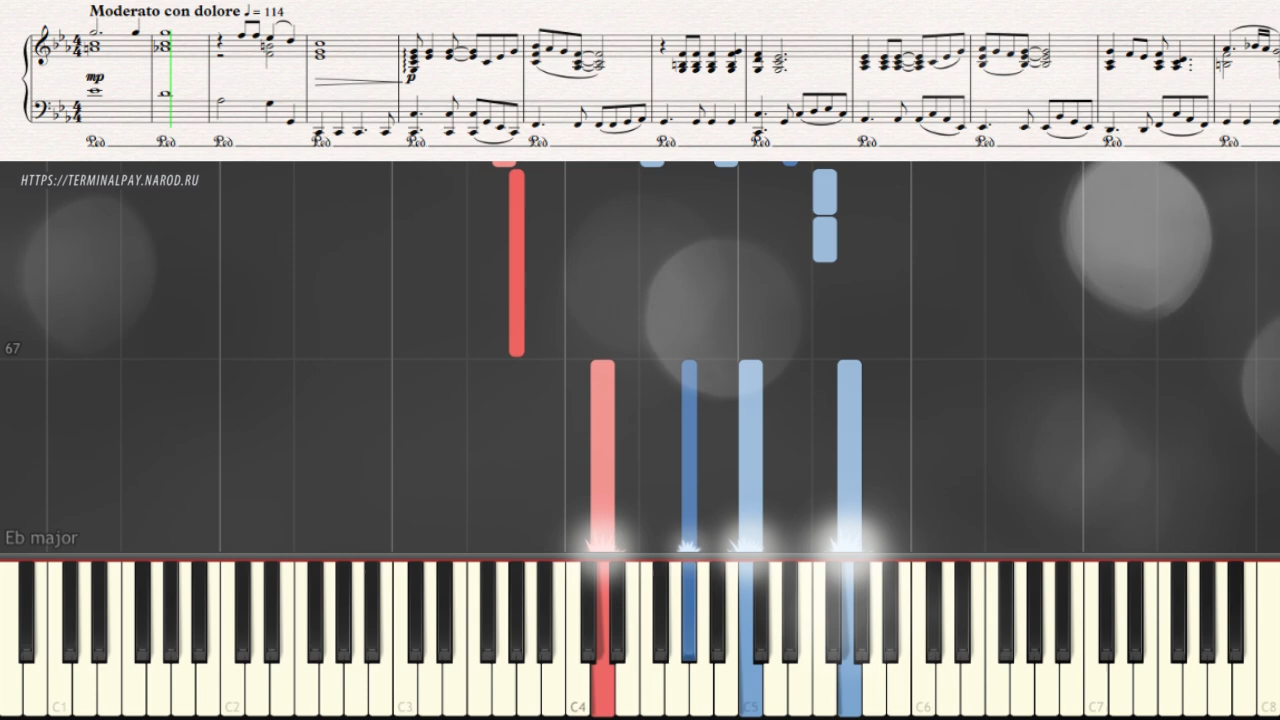 Moderato con dolore ♩ = 114
mp
p
HTTPS://TERMINALPAY.NAROD.RU
67
Eb major
C1 C2 C3 C4 C5 C6 C7 C8